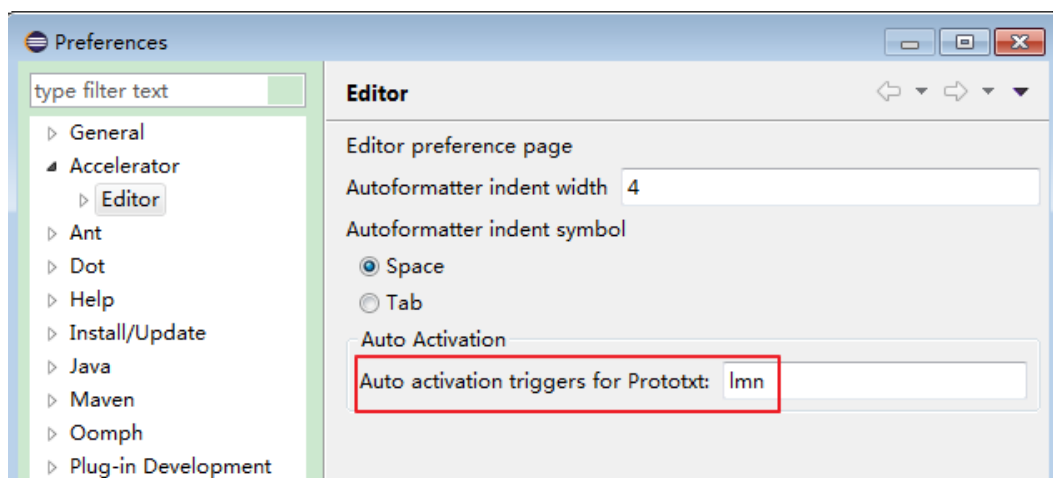 Preferences
type filter text
General
Accelerator
Editor
Ant
Dot
Help
Install/Update
Java
Maven
Oomph
Plug-in Development
Editor
Editor preference page
Autoformatter indent width 4
Autoformatter indent symbol
Space
Tab
Auto Activation
Auto activation triggers for Prototxt: lmn